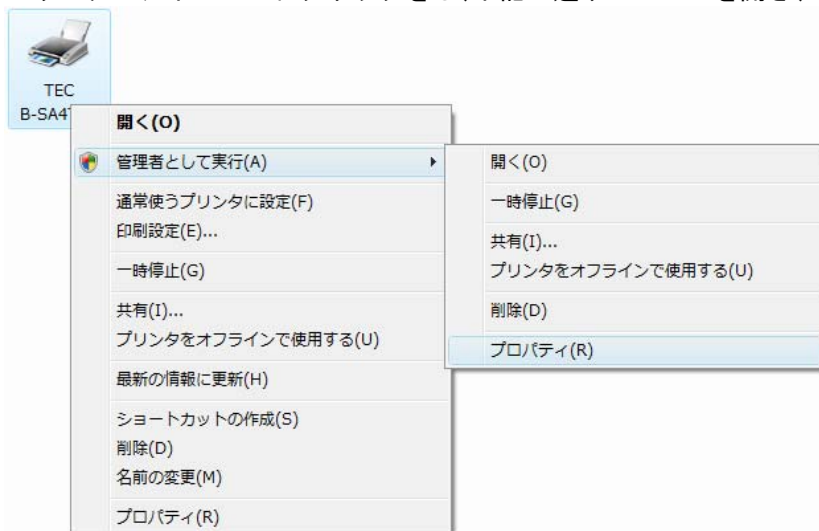 TEC
B-SA4
開く(O)
管理者として実行(A)
通常使うプリンタに設定(F)
印刷設定(E)...
一時停止(G)
共有(I)...
プリンタをオフラインで使用する(U)
最新の情報に更新(H)
ショートカットの作成(S)
削除(D)
名前の変更(M)
プロパティ(R)
開く(O)
一時停止(G)
共有(I)...
プリンタをオフラインで使用する(U)
削除(D)
プロパティ(R)